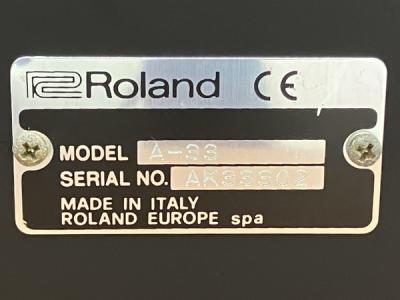 Roland CE
MODEL A-33
SERIAL NO.
MADE IN ITALY
ROLAND EUROPE spa